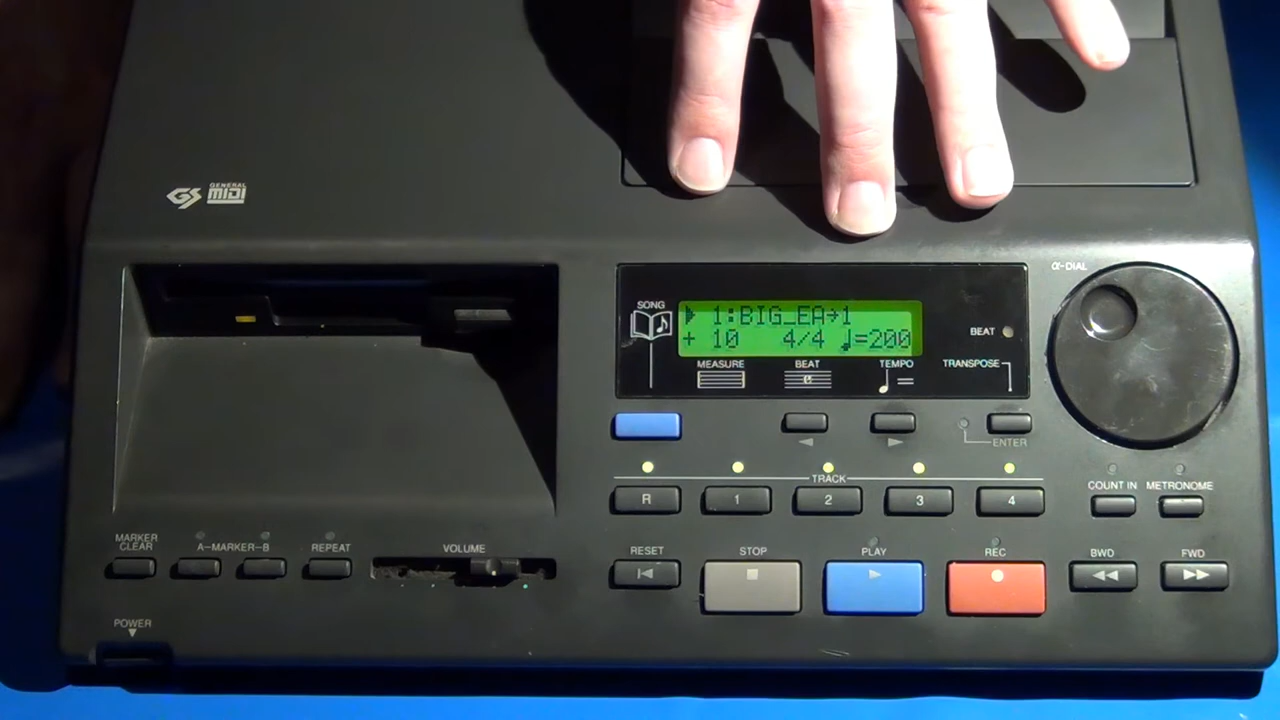 GS GENERAL MIDI
α-DIAL
SONG
▶ 1:BIG_EA→1
+ 10 4/4 ♩=200
BEAT
MEASURE BEAT TEMPO TRANSPOSE
ENTER
TRACK
R 1 2 3 4
COUNT IN METRONOME
MARKER CLEAR
A-MARKER-B
REPEAT
VOLUME
RESET STOP PLAY REC BWD FWD
POWER